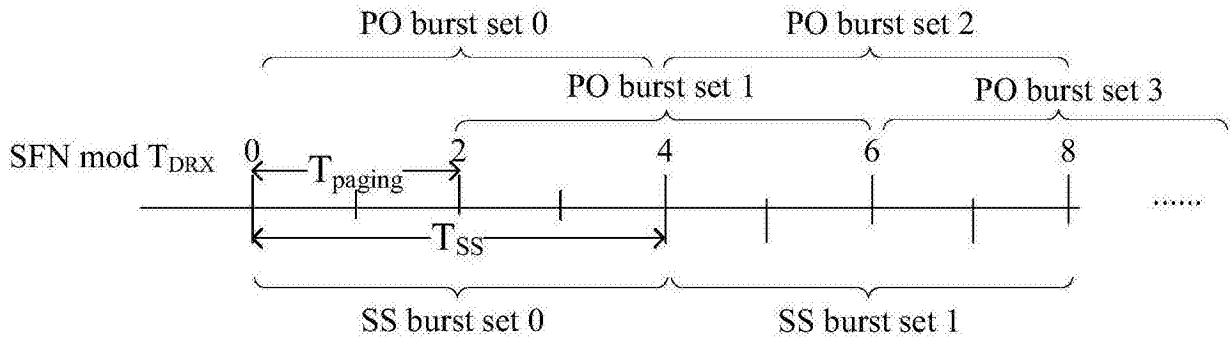 PO burst set 0 PO burst set 2
PO burst set 1 PO burst set 3
SFN mod T_DRX 0 2 4 6 8
T_paging
......
T_SS
SS burst set 0 SS burst set 1